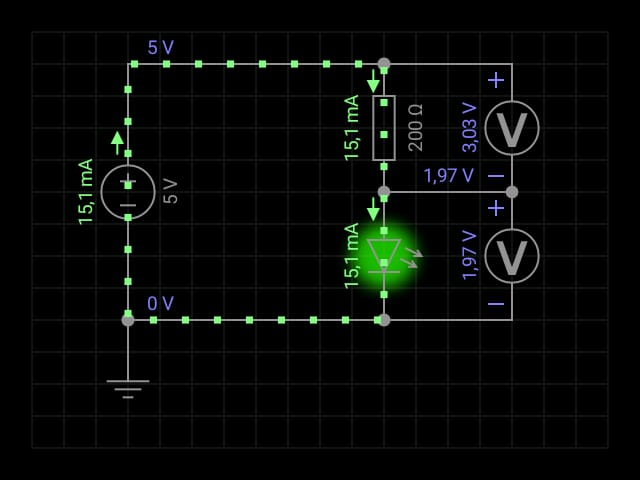 5 V
15,1 mA
200 Ω
3,03 V
+
V
15,1 mA
5 V
1,97 V
−
+
15,1 mA
1,97 V
V
0 V
−